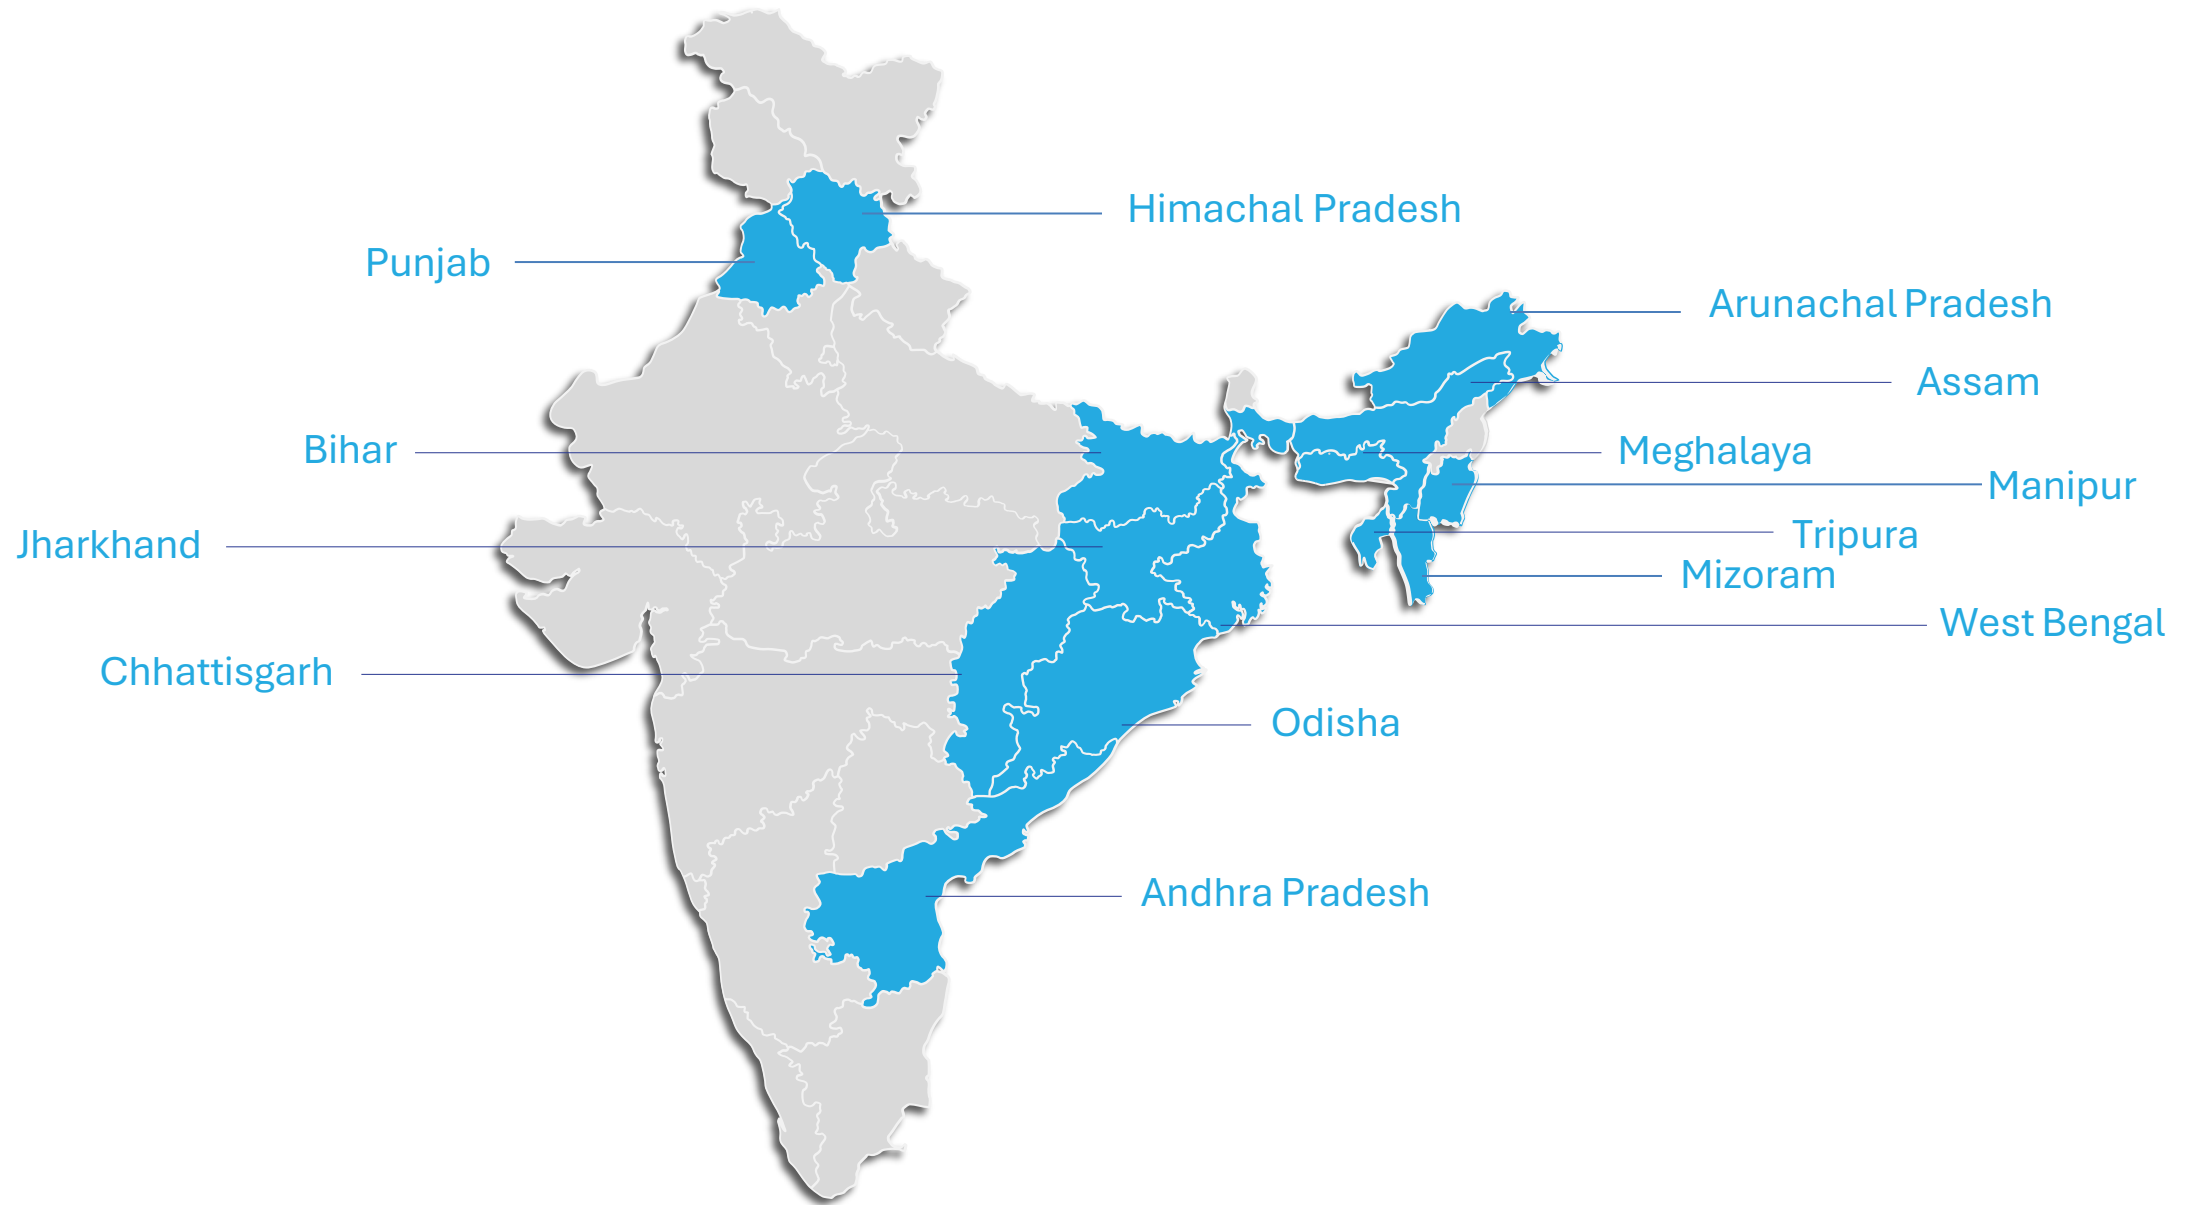 Himachal Pradesh
Punjab
Arunachal Pradesh
Assam
Bihar
Meghalaya
Manipur
Jharkhand
Tripura
Mizoram
West Bengal
Chhattisgarh
Odisha
Andhra Pradesh